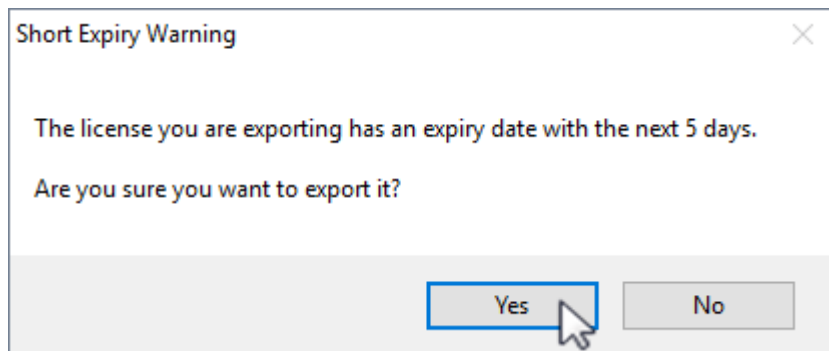 Short Expiry Warning
The license you are exporting has an expiry date with the next 5 days.
Are you sure you want to export it?
Yes
No